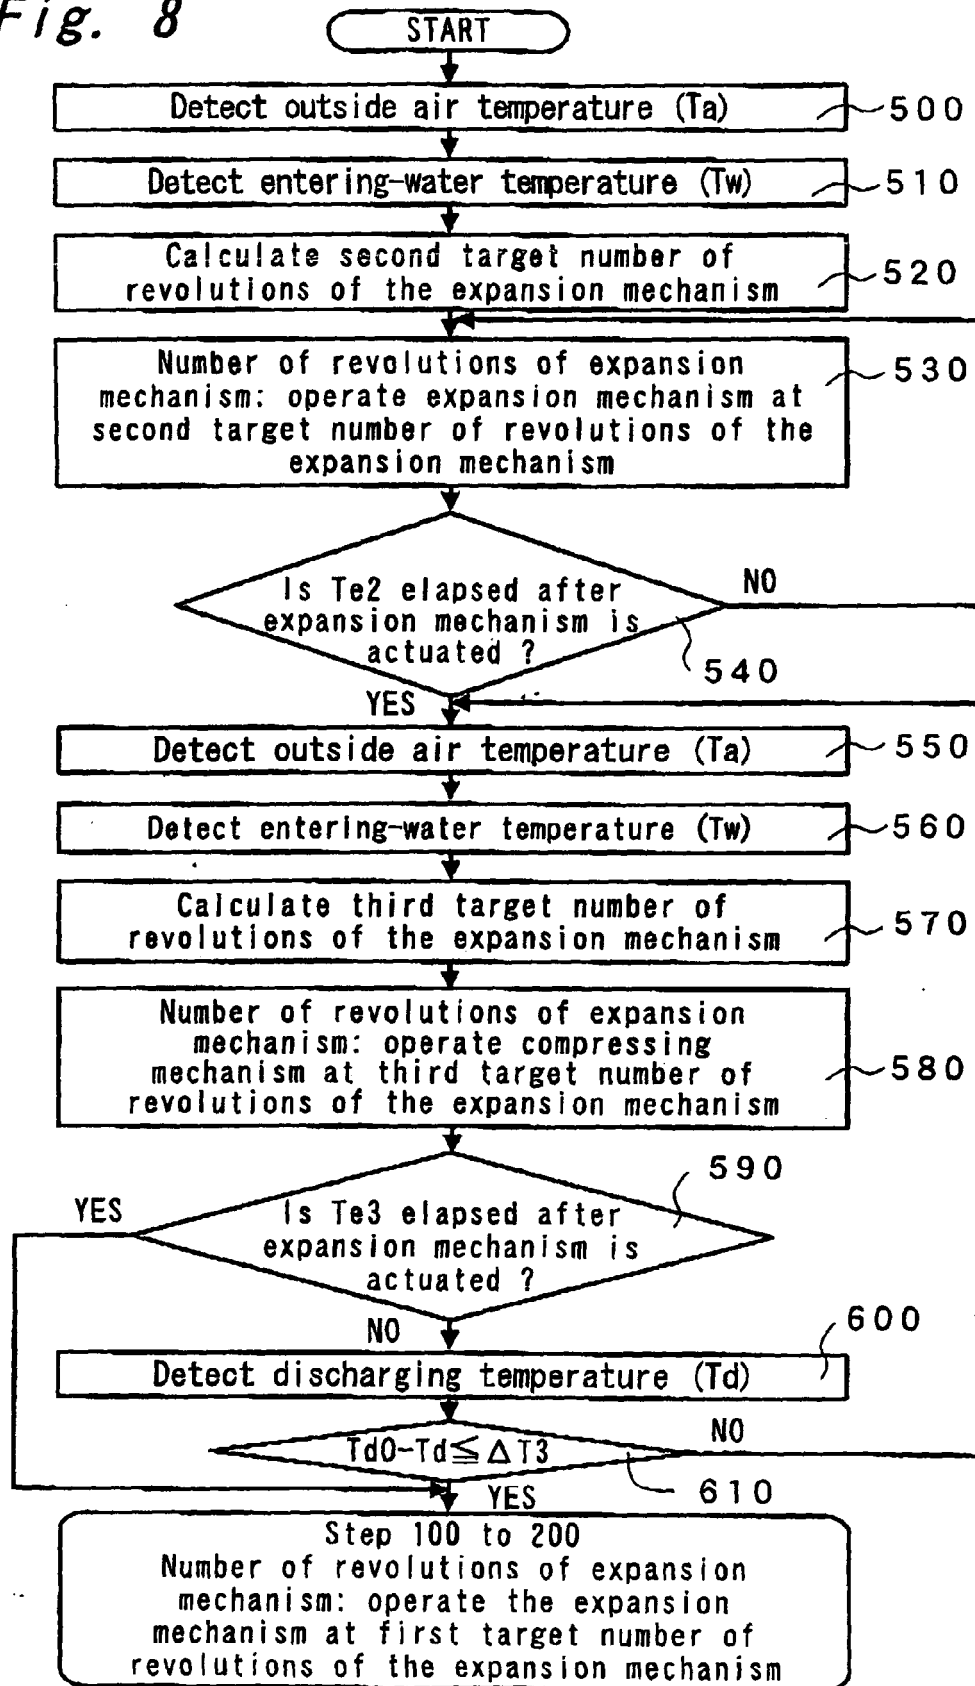 Fig. 8
START
Detect outside air temperature (Ta)
500
Detect entering-water temperature (Tw)
510
Calculate second target number of
revolutions of the expansion mechanism
520
Number of revolutions of expansion
mechanism: operate expansion mechanism at
second target number of revolutions of the
expansion mechanism
530
Is Te2 elapsed after
expansion mechanism is
actuated ?
NO
540
YES
Detect outside air temperature (Ta)
550
Detect entering-water temperature (Tw)
560
Calculate third target number of
revolutions of the expansion mechanism
570
Number of revolutions of expansion
mechanism: operate compressing
mechanism at third target number of
revolutions of the expansion mechanism
580
590
YES
Is Te3 elapsed after
expansion mechanism is
actuated ?
NO
600
Detect discharging temperature (Td)
Td0-Td≦ΔT3
NO
610
YES
Step 100 to 200
Number of revolutions of expansion
mechanism: operate the expansion
mechanism at first target number of
revolutions of the expansion mechanism